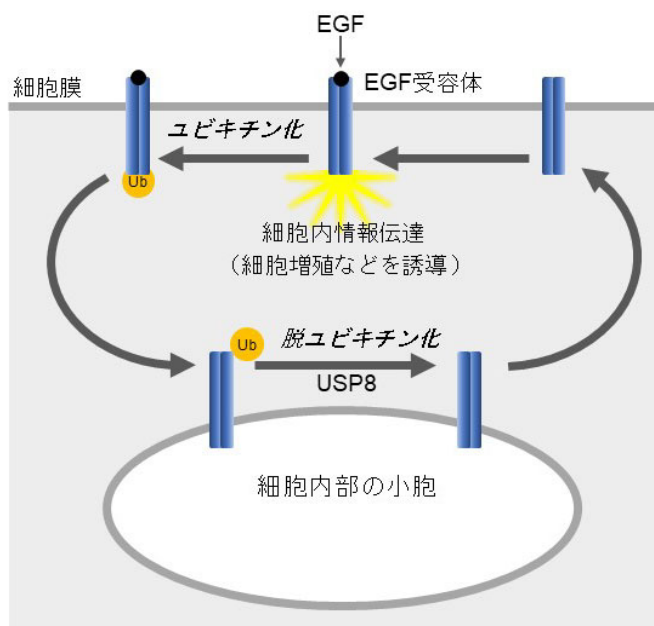 EGF
細胞膜
EGF受容体
ユビキチン化
Ub
細胞内情報伝達
（細胞増殖などを誘導）
Ub
脱ユビキチン化
USP8
細胞内部の小胞